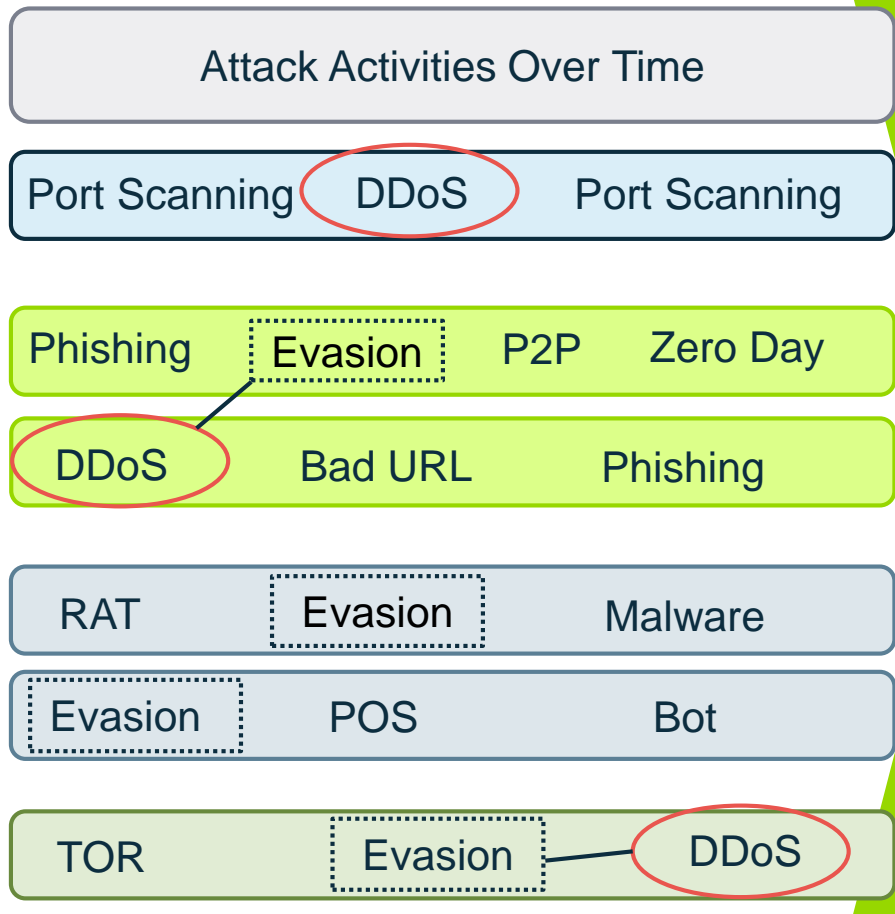 Attack Activities Over Time
Port Scanning DDoS Port Scanning
Phishing Evasion P2P Zero Day
DDoS Bad URL Phishing
RAT Evasion Malware
Evasion POS Bot
TOR Evasion DDoS